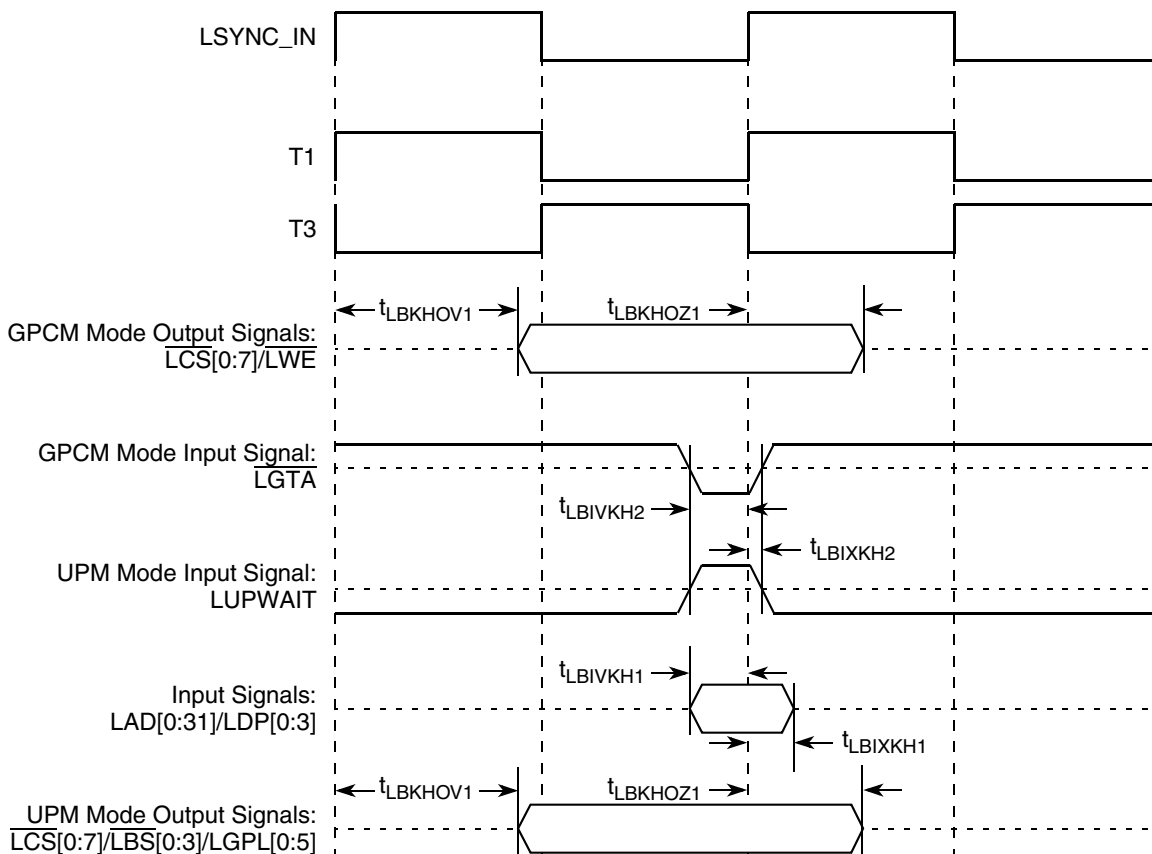 LSYNC_IN
T1
T3
tLBKHOV1
tLBKHOZ1
GPCM Mode Output Signals:
LCS[0:7]/LWE
GPCM Mode Input Signal:
LGTA
tLBIVKH2
tLBIXKH2
UPM Mode Input Signal:
LUPWAIT
tLBIVKH1
Input Signals:
LAD[0:31]/LDP[0:3]
tLBIXKH1
tLBKHOV1
tLBKHOZ1
UPM Mode Output Signals:
LCS[0:7]/LBS[0:3]/LGPL[0:5]